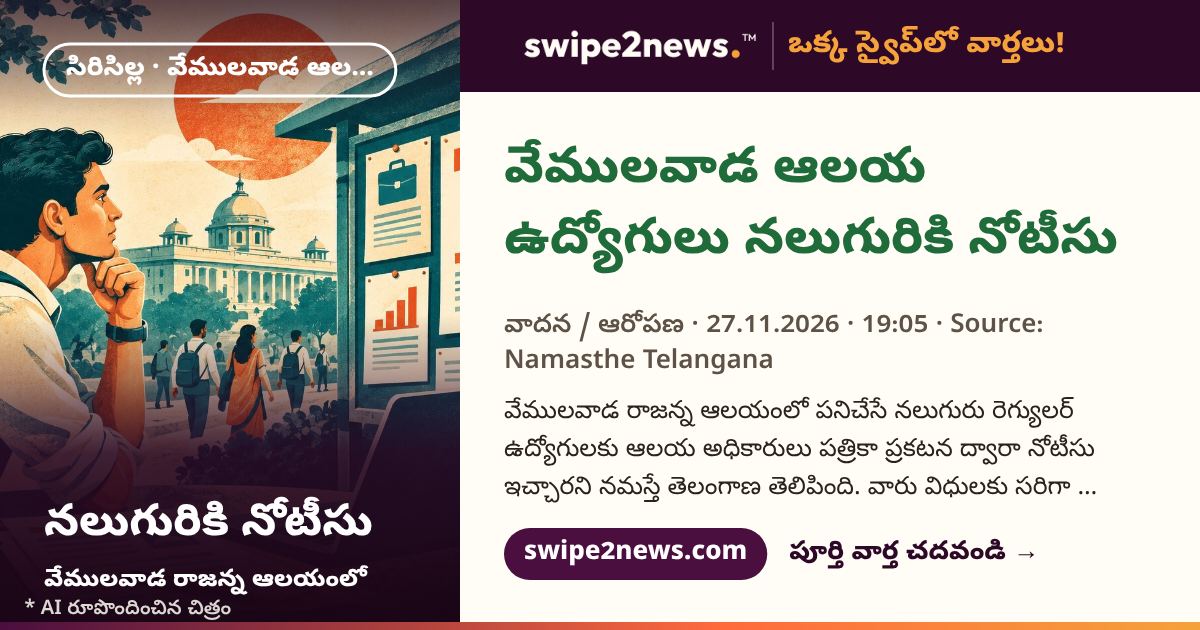 సిరిసిల్ల · వేములవాడ ఆల...
నలుగురికి నోటీసు
వేములవాడ రాజన్న ఆలయంలో
* AI రూపొందించిన చిత్రం
swipe2news.™ ఒక్క స్వైప్‌లో వార్తలు!
వేములవాడ ఆలయ
ఉద్యోగులు నలుగురికి నోటీసు
వాదన / ఆరోపణ · 27.11.2026 · 19:05 · Source:
Namasthe Telangana
వేములవాడ రాజన్న ఆలయంలో పనిచేసే నలుగురు రెగ్యులర్
ఉద్యోగులకు ఆలయ అధికారులు పత్రికా ప్రకటన ద్వారా నోటీసు
ఇచ్చారని నమస్తే తెలంగాణ తెలిపింది. వారు విధులకు సరిగా ...
swipe2news.com పూర్తి వార్త చదవండి →